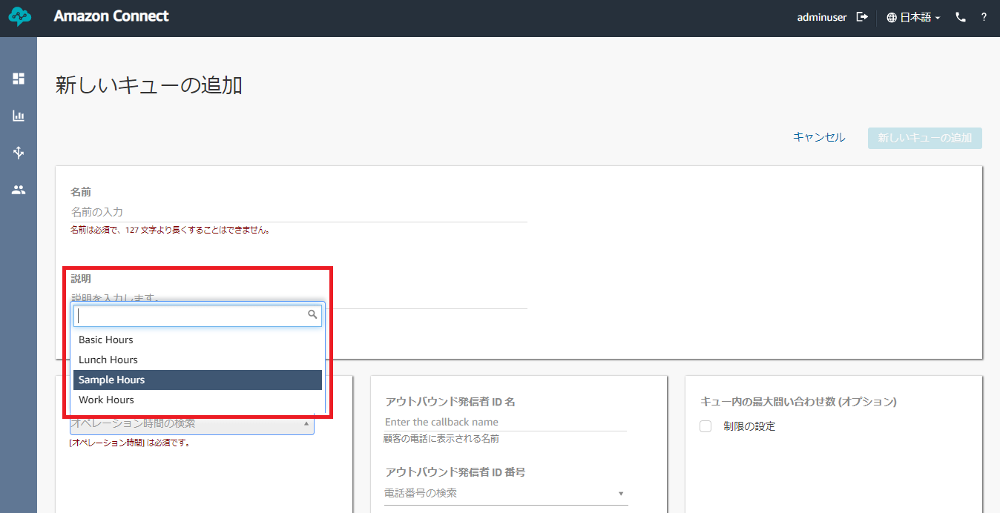 Amazon Connect
adminuser
日本語
?
新しいキューの追加
キャンセル
新しいキューの追加
名前
名前の入力
名前は必須で、127 文字より長くすることはできません。
説明
説明を入力します。
Basic Hours
Lunch Hours
Sample Hours
Work Hours
オペレーション時間の検索
[オペレーション時間] は必須です。
アウトバウンド発信者 ID 名
Enter the callback name
顧客の電話に表示される名前
アウトバウンド発信者 ID 番号
電話番号の検索
キュー内の最大問い合わせ数 (オプション)
制限の設定